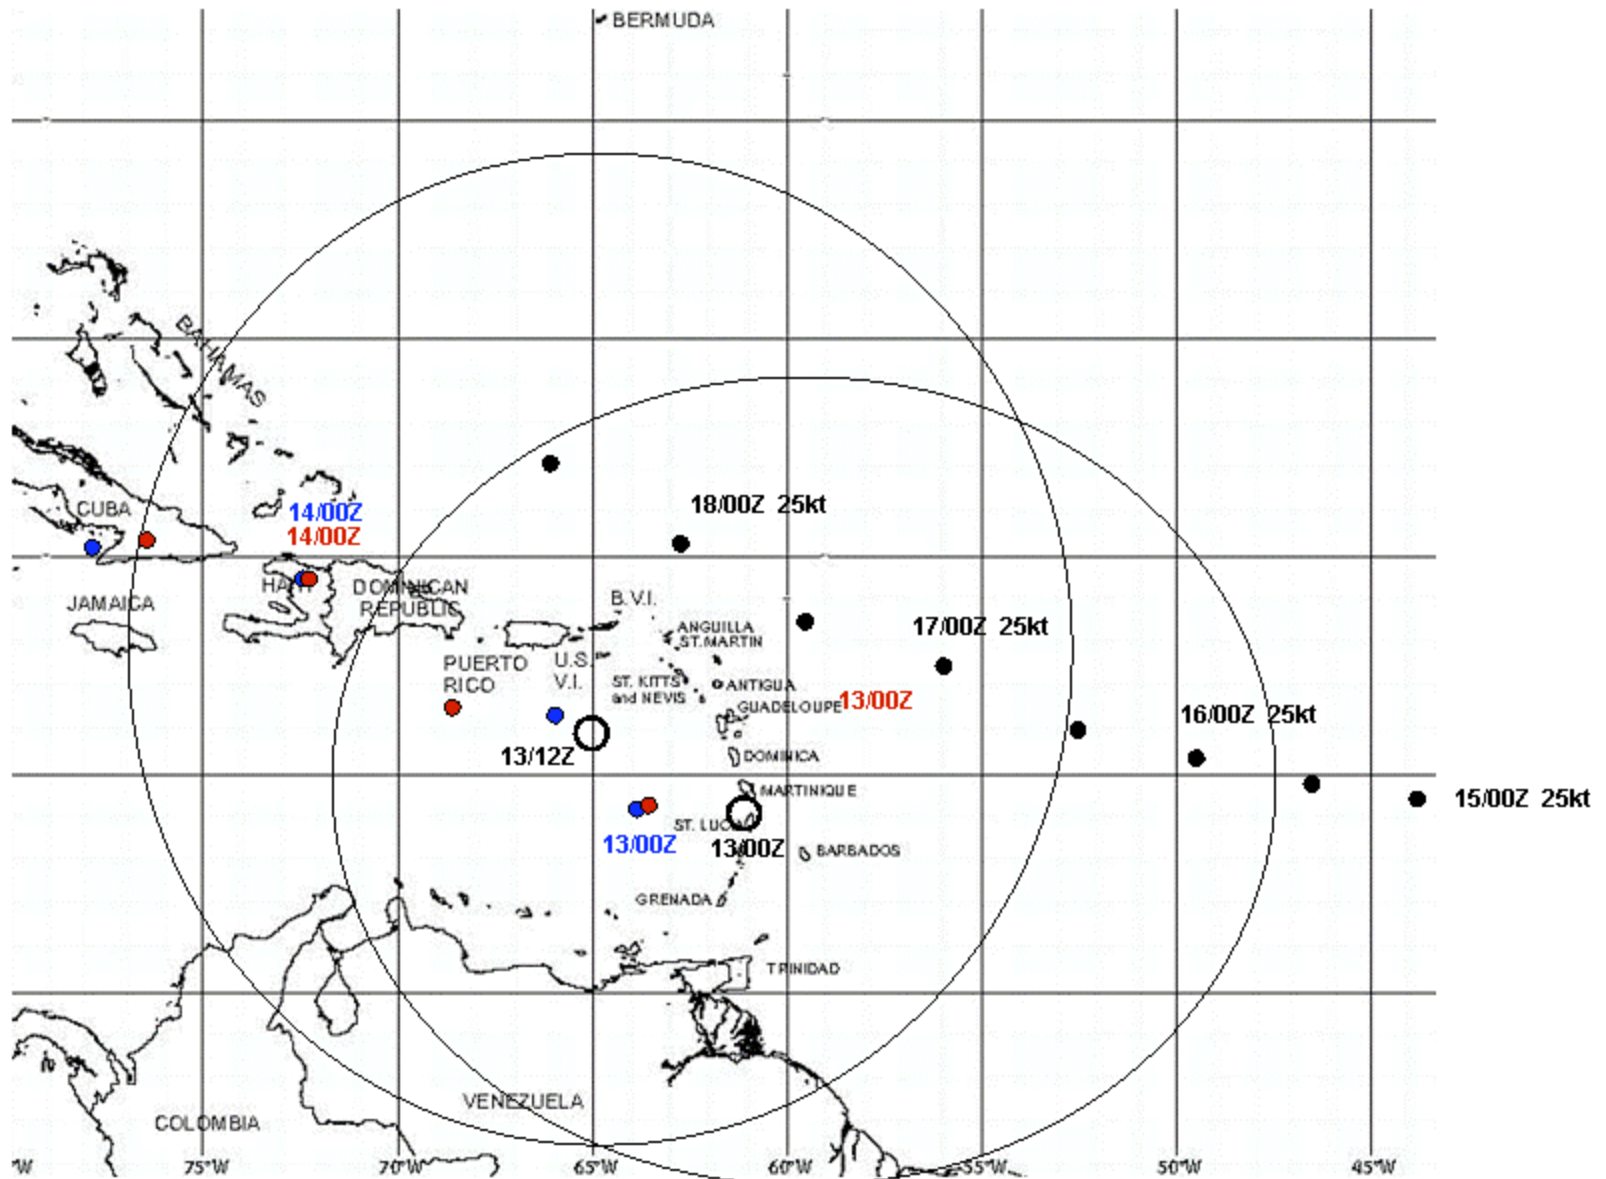 BERMUDA
BAHAMAS
CUBA
14/00Z
14/00Z
18/00Z 25kt
HAITI
DOMINICAN
REPUBLIC
JAMAICA
B.V.I.
ANGUILLA
ST. MARTIN
17/00Z 25kt
PUERTO
RICO
U.S.
V.I.
ST. KITTS
and NEVIS
ANTIGUA
GUADELOUPE
13/00Z
16/00Z 25kt
13/12Z
DOMINICA
MARTINIQUE
15/00Z 25kt
ST. LUCIA
13/00Z
13/00Z
BARBADOS
GRENADA
TRINIDAD
VENEZUELA
COLOMBIA
°W
75°W
70°W
65°W
60°W
55°W
50°W
45°W